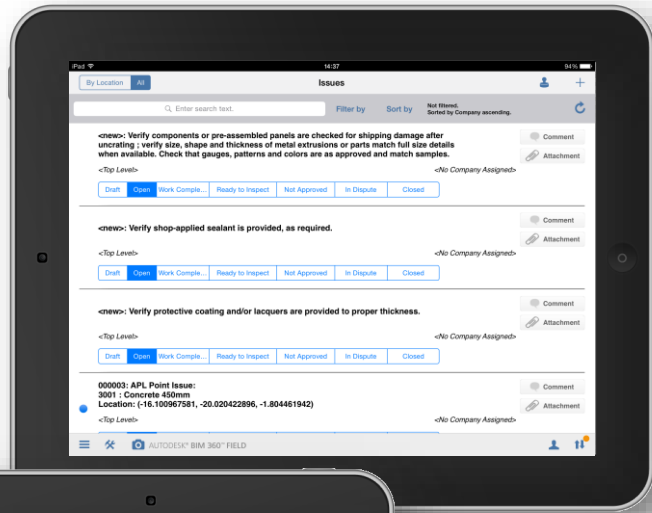 iPad 14:37 94%
By Location All Issues
Enter search text. Filter by Sort by Not filtered.
Sorted by Company ascending.
<new>: Verify components or pre-assembled panels are checked for shipping damage after
uncrating ; verify size, shape and thickness of metal extrusions or parts match full size details
when available. Check that gauges, patterns and colors are as approved and match samples.
Comment
Attachment
<Top Level> <No Company Assigned>
Draft Open Work Comple... Ready to Inspect Not Approved In Dispute Closed
<new>: Verify shop-applied sealant is provided, as required.
Comment
Attachment
<Top Level> <No Company Assigned>
Draft Open Work Comple... Ready to Inspect Not Approved In Dispute Closed
<new>: Verify protective coating and/or lacquers are provided to proper thickness.
Comment
Attachment
<Top Level> <No Company Assigned>
Draft Open Work Comple... Ready to Inspect Not Approved In Dispute Closed
000003: APL Point Issue:
3001 : Concrete 450mm
Location: (-16.100967581, -20.020422896, -1.804461942)
Comment
Attachment
<Top Level> <No Company Assigned>
AUTODESK® BIM 360™ FIELD